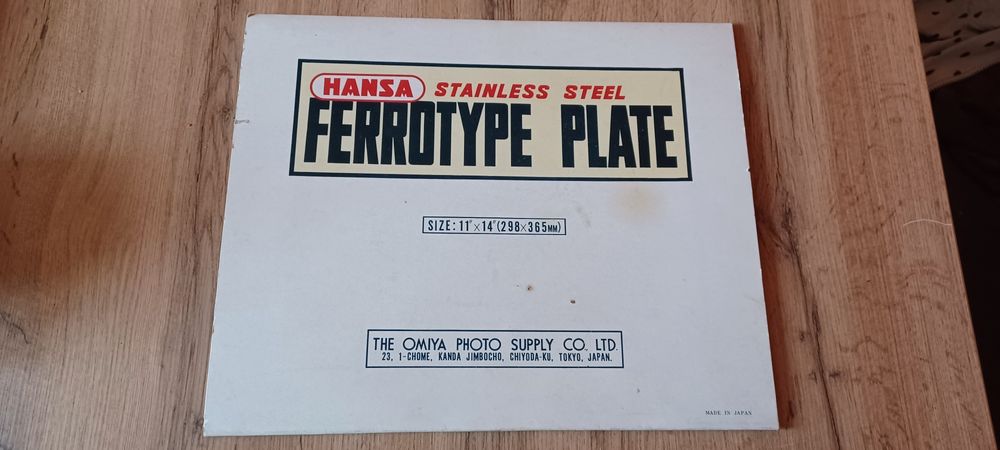 HANSA STAINLESS STEEL
FERROTYPE PLATE
SIZE: 11"×14"(298×365MM)
THE OMIYA PHOTO SUPPLY CO. LTD.
23, 1-CHOME, KANDA JIMBOCHO, CHIYODA-KU, TOKYO, JAPAN.
MADE IN JAPAN